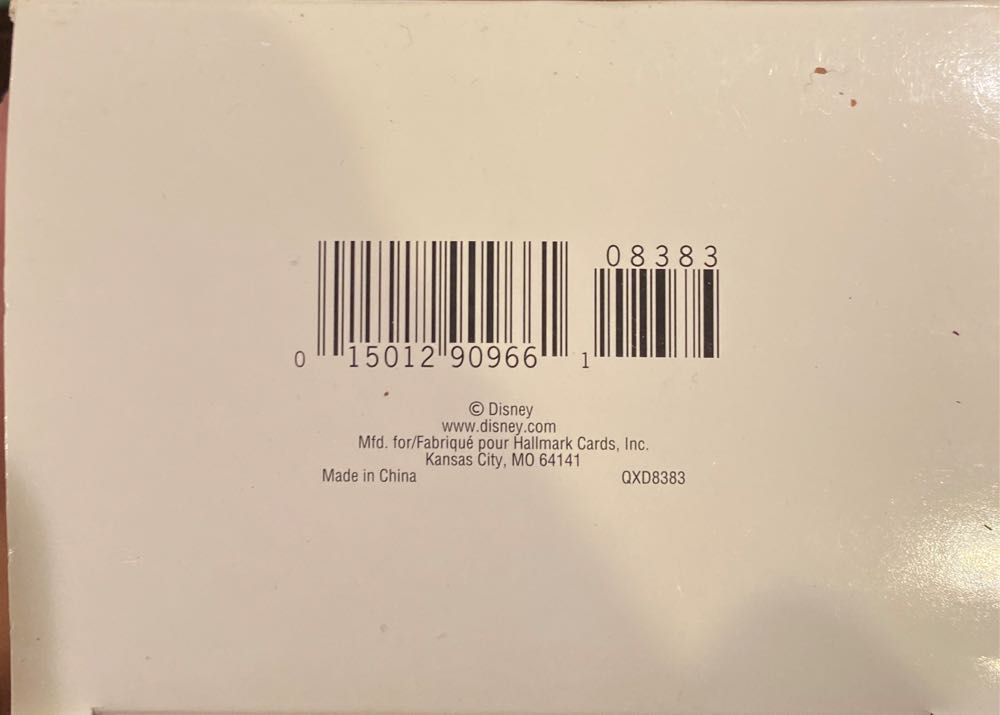 08383
0 15012 90966 1
© Disney
www.disney.com
Mfd. for/Fabriqué pour Hallmark Cards, Inc.
Kansas City, MO 64141
Made in China QXD8383